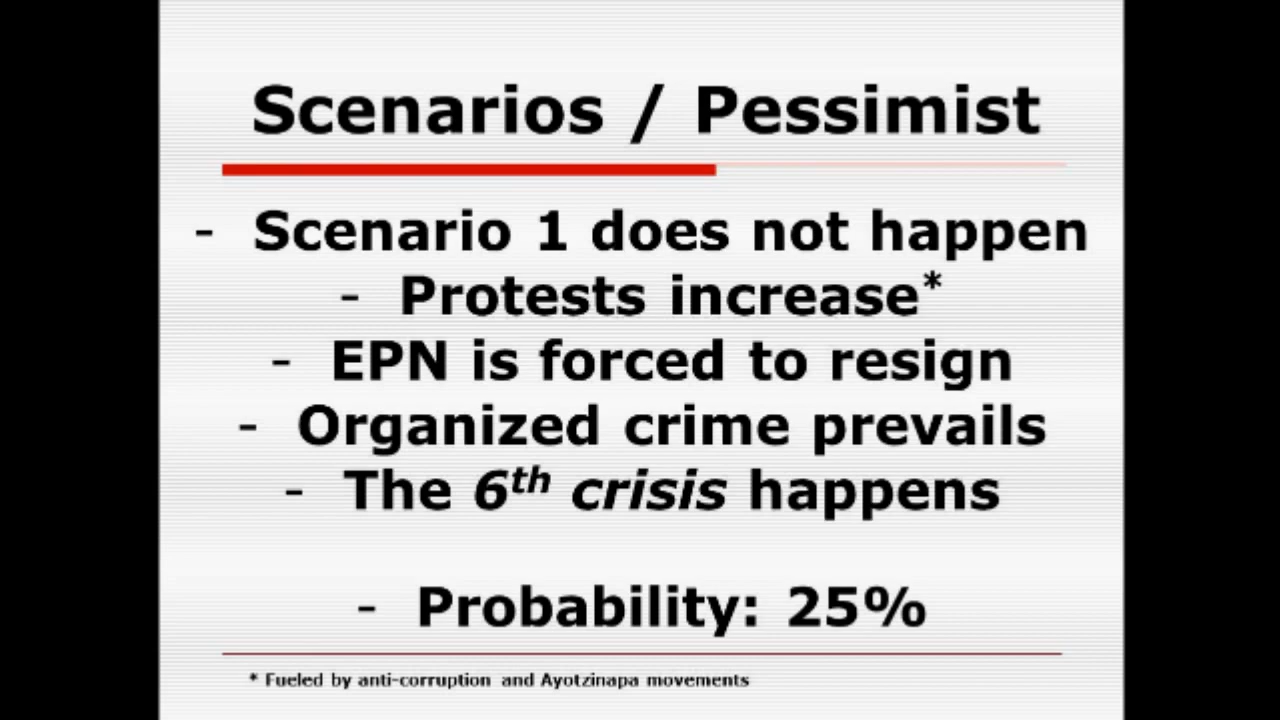 Scenarios / Pessimist
- Scenario 1 does not happen
- Protests increase*
- EPN is forced to resign
- Organized crime prevails
- The 6th crisis happens
- Probability: 25%
* Fueled by anti-corruption and Ayotzinapa movements